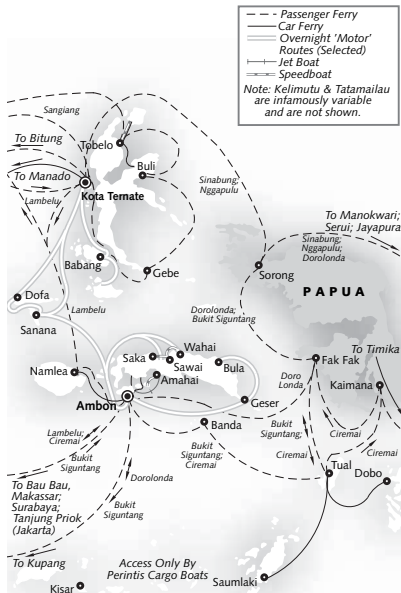 Passenger Ferry
Car Ferry
Overnight 'Motor'
Routes (Selected)
Jet Boat
Speedboat
Note: Kelimutu & Tatamailau
are infamously variable
and are not shown.
Sangiang
To Bitung
Tobelo
Buli
To Manado
Lambelu
Kota Ternate
Sinabung;
Nggapulu
To Manokwari;
Serui; Jayapura
Sinabung;
Nggapulu;
Dorolonda
Babang
Gebe
Sorong
PAPUA
Dofa
Sanana
Lambelu
Dorolonda;
Bukit Siguntang
Wahai
Saka
Sawai
Bula
Namlea
Amahai
Fak Fak
To Timika
Doro
Londa
Kaimana
Ambon
Geser
Banda
Lambelu;
Ciremai
Bukit
Siguntang
Bukit
Siguntang;
Ciremai
Bukit
Siguntang;
Ciremai
Ciremai
Ciremai
Tual
Dobo
To Bau Bau,
Makassar;
Surabaya;
Tanjung Priok
(Jakarta)
Dorolonda
Bukit
Siguntang
To Kupang
Access Only By
Perintis Cargo Boats
Kisar
Saumlaki